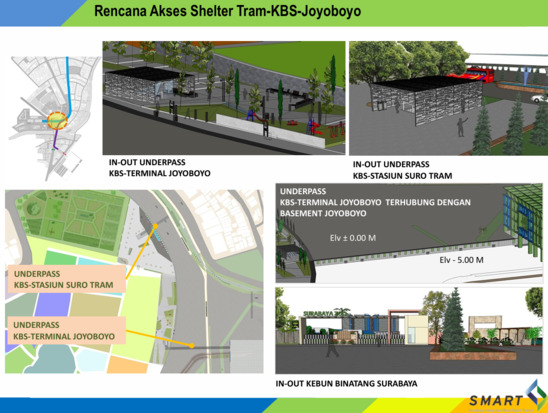 Rencana Akses Shelter Tram-KBS-Joyoboyo
IN-OUT UNDERPASS
KBS-TERMINAL JOYOBOYO
IN-OUT UNDERPASS
KBS-STASIUN SURO TRAM
UNDERPASS
KBS-STASIUN SURO TRAM
UNDERPASS
KBS-TERMINAL JOYOBOYO
UNDERPASS
KBS-TERMINAL JOYOBOYO TERHUBUNG DENGAN
BASEMENT JOYOBOYO
Elv ± 0.00 M
Elv - 5.00 M
SURABAYA
IN-OUT KEBUN BINATANG SURABAYA
SMART